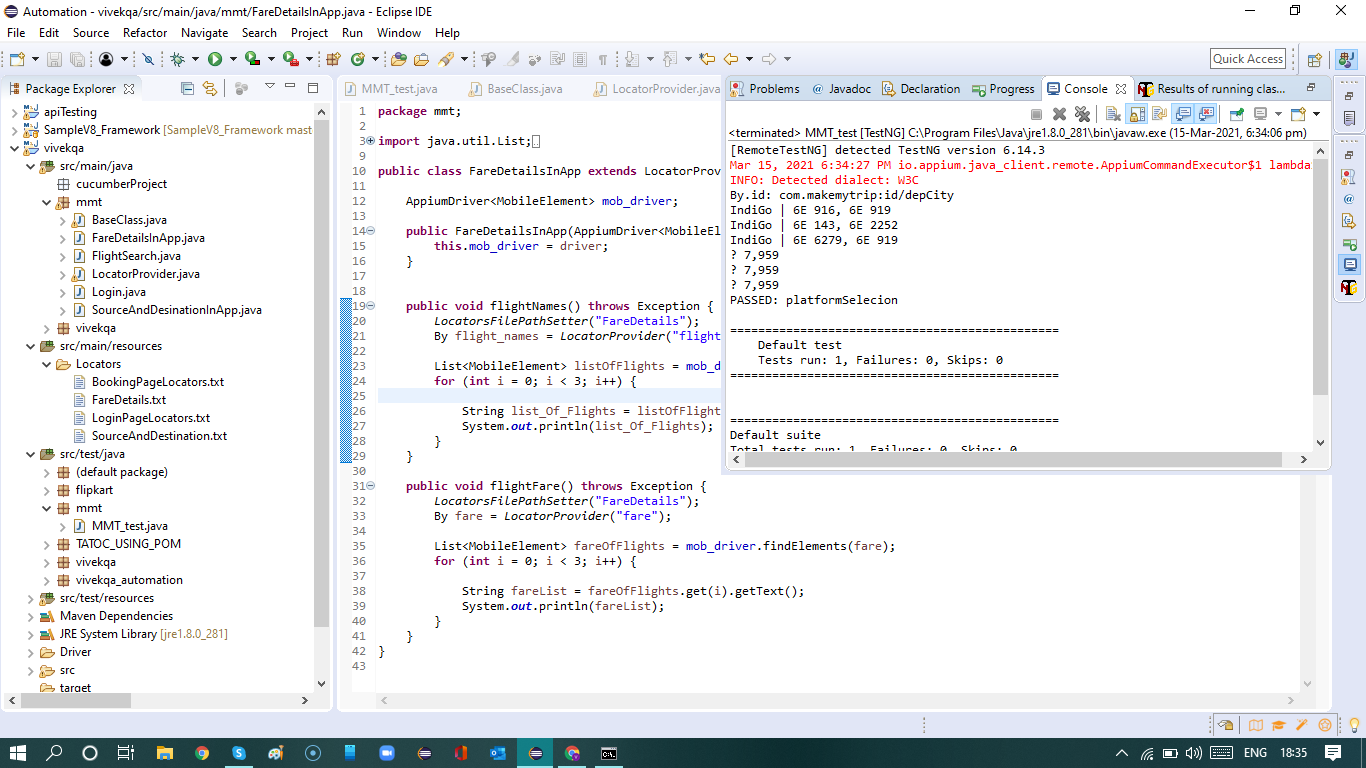 Automation - vivekqa/src/main/java/mmt/FareDetailsInApp.java - Eclipse IDE
File Edit Source Refactor Navigate Search Project Run Window Help
Quick Access
Package Explorer
apiTesting
SampleV8_Framework [SampleV8_Framework mast
vivekqa
src/main/java
cucumberProject
mmt
BaseClass.java
FareDetailsInApp.java
FlightSearch.java
LocatorProvider.java
Login.java
SourceAndDesinationInApp.java
vivekqa
src/main/resources
Locators
BookingPageLocators.txt
FareDetails.txt
LoginPageLocators.txt
SourceAndDestination.txt
src/test/java
(default package)
flipkart
mmt
MMT_test.java
TATOC_USING_POM
vivekqa
vivekqa_automation
src/test/resources
Maven Dependencies
JRE System Library [jre1.8.0_281]
Driver
src
target
MMT_test.java BaseClass.java LocatorProvider.java
1 package mmt;
2
3 import java.util.List;
9
10 public class FareDetailsInApp extends LocatorProv
11
12 AppiumDriver<MobileElement> mob_driver;
13
14 public FareDetailsInApp(AppiumDriver<MobileEl
15 this.mob_driver = driver;
16 }
17
18
19 public void flightNames() throws Exception {
20 LocatorsFilePathSetter("FareDetails");
21 By flight_names = LocatorProvider("flight
22
23 List<MobileElement> listOfFlights = mob_d
24 for (int i = 0; i < 3; i++) {
25
26 String list_Of_Flights = listOfFlight
27 System.out.println(list_Of_Flights);
28 }
29 }
30
31 public void flightFare() throws Exception {
32 LocatorsFilePathSetter("FareDetails");
33 By fare = LocatorProvider("fare");
34
35 List<MobileElement> fareOfFlights = mob_driver.findElements(fare);
36 for (int i = 0; i < 3; i++) {
37
38 String fareList = fareOfFlights.get(i).getText();
39 System.out.println(fareList);
40 }
41 }
42 }
43
Problems @ Javadoc Declaration Progress Console Results of running clas...
<terminated> MMT_test [TestNG] C:\Program Files\Java\jre1.8.0_281\bin\javaw.exe (15-Mar-2021, 6:34:06 pm)
[RemoteTestNG] detected TestNG version 6.14.3
Mar 15, 2021 6:34:27 PM io.appium.java_client.remote.AppiumCommandExecutor$1 lambda
INFO: Detected dialect: W3C
By.id: com.makemytrip:id/depCity
IndiGo | 6E 916, 6E 919
IndiGo | 6E 143, 6E 2252
IndiGo | 6E 6279, 6E 919
? 7,959
? 7,959
? 7,959
PASSED: platformSelecion
===============================================
Default test
Tests run: 1, Failures: 0, Skips: 0
===============================================
===============================================
Default suite
Total tests run: 1, Failures: 0, Skips: 0
ENG 18:35